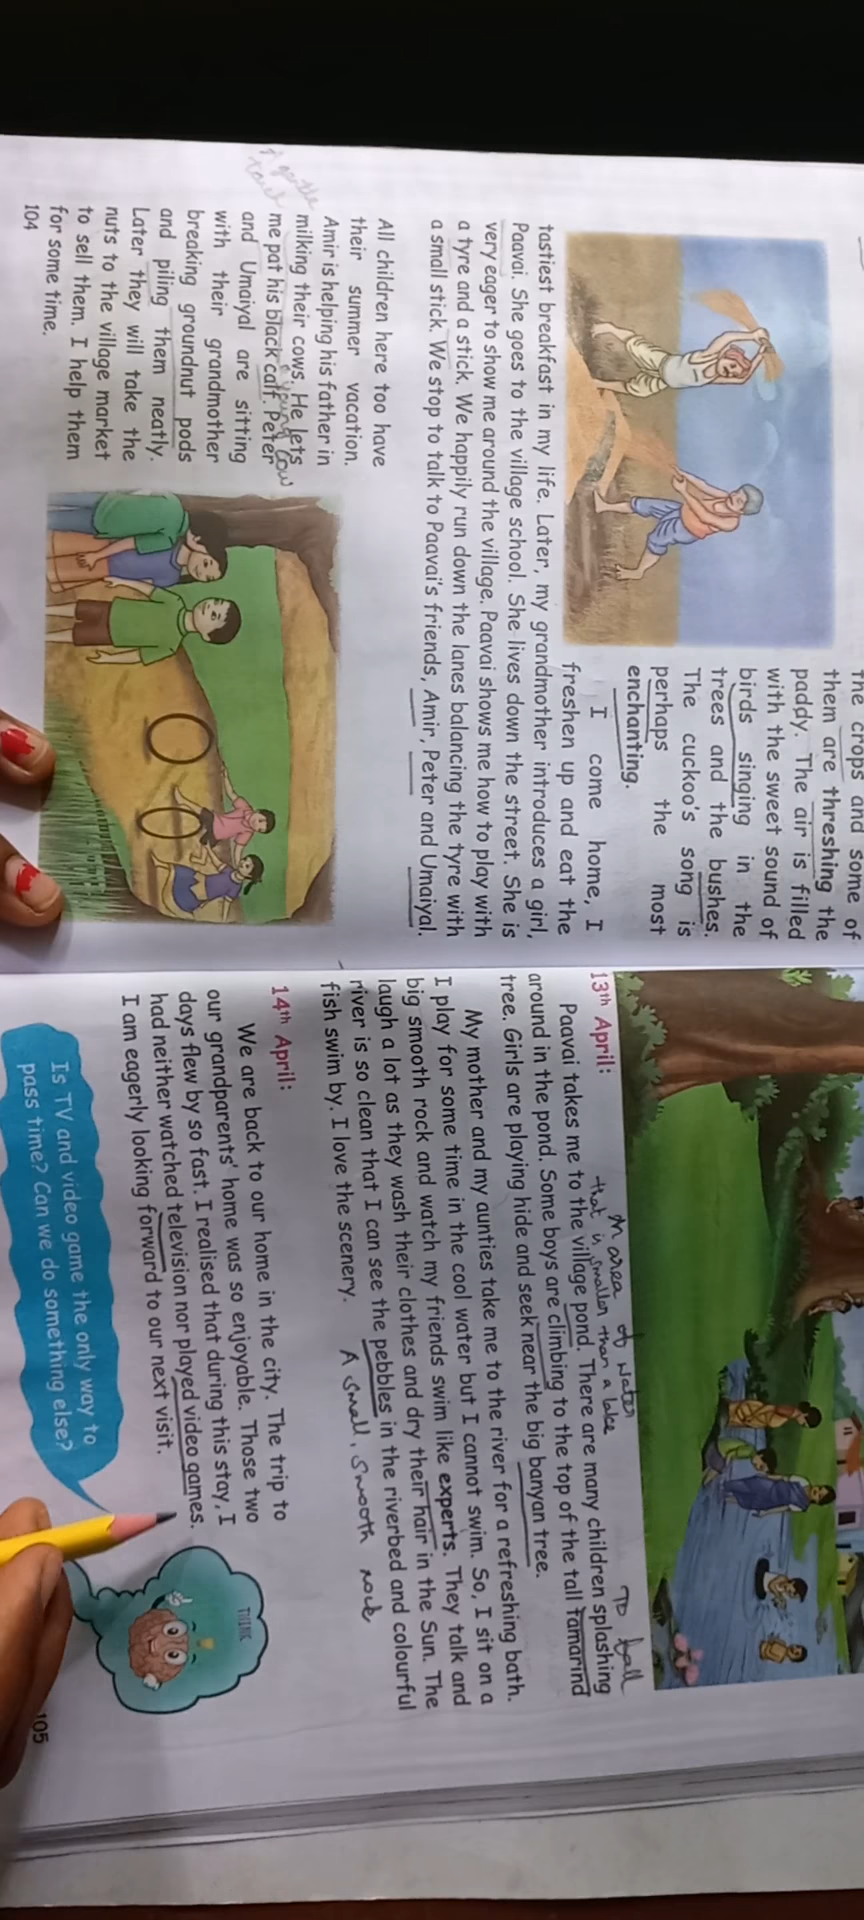 the crops and some of
them are threshing the
paddy. The air is filled
with the sweet sound of
birds singing in the
trees and the bushes.
The cuckoo's song is
perhaps the most
enchanting.
I come home, I
freshen up and eat the
tastiest breakfast in my life. Later, my grandmother introduces a girl,
Paavai. She goes to the village school. She lives down the street. She is
very eager to show me around the village. Paavai shows me how to play with
a tyre and a stick. We happily run down the lanes balancing the tyre with
a small stick. We stop to talk to Paavai's friends, Amir, Peter and Umaiyal.
All children here too have
their summer vacation.
Amir is helping his father in
milking their cows. He lets
a young cow
me pat his black calf. Peter
and Umaiyal are sitting
with their grandmother
breaking groundnut pods
and piling them neatly.
Later they will take the
nuts to the village market
to sell them. I help them
for some time.
104
13th April:
area of water
that is smaller than a lake
To fall
Paavai takes me to the village pond. There are many children splashing
around in the pond. Some boys are climbing to the top of the tall tamarind
tree. Girls are playing hide and seek near the big banyan tree.
My mother and my aunties take me to the river for a refreshing bath.
I play for some time in the cool water but I cannot swim. So, I sit on a
big smooth rock and watch my friends swim like experts. They talk and
laugh a lot as they wash their clothes and dry their hair in the Sun. The
river is so clean that I can see the pebbles in the riverbed and colourful
fish swim by. I love the scenery.
A small, smooth rock
14th April:
We are back to our home in the city. The trip to
our grandparents' home was so enjoyable. Those two
days flew by so fast. I realised that during this stay, I
had neither watched television nor played video games.
I am eagerly looking forward to our next visit.
THINK
Is TV and video game the only way to
pass time? Can we do something else?
105